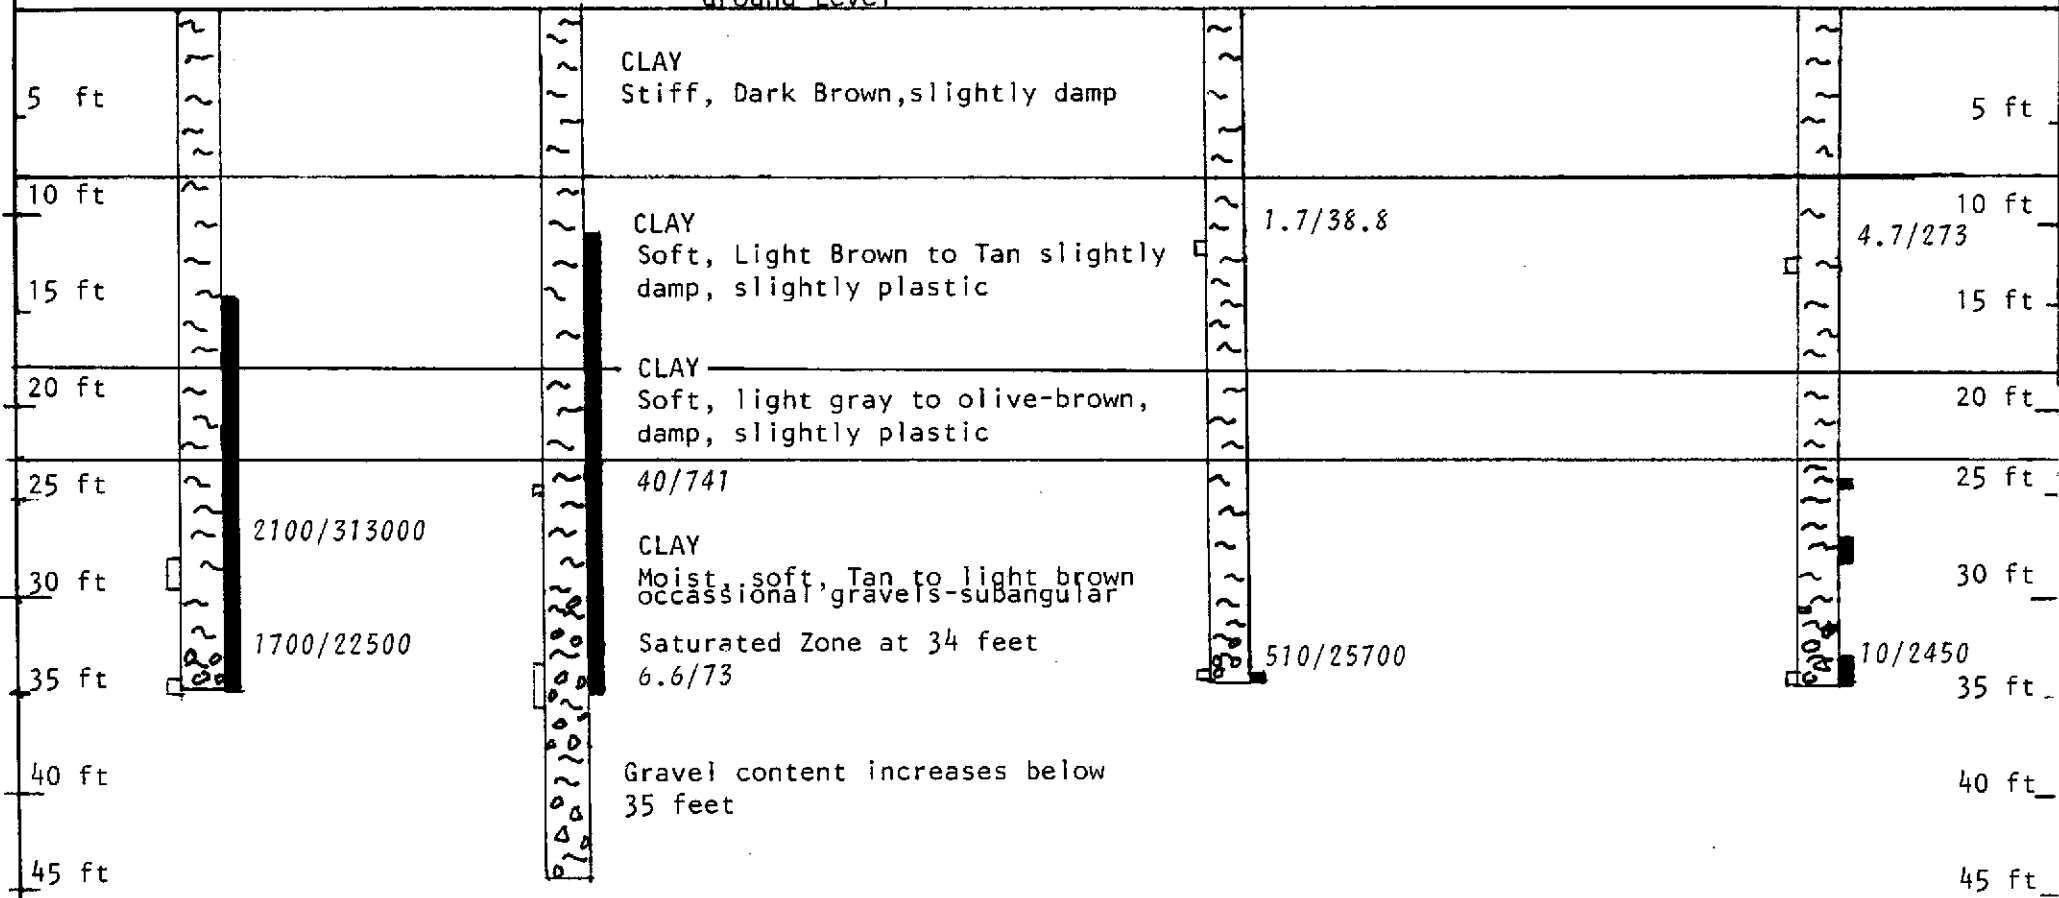 Ground Level
CLAY
Stiff, Dark Brown,slightly damp
5 ft
5 ft
10 ft
10 ft
CLAY
Soft, Light Brown to Tan slightly
damp, slightly plastic
1.7/38.8
4.7/273
15 ft
15 ft
CLAY
Soft, light gray to olive-brown,
damp, slightly plastic
20 ft
20 ft
40/741
25 ft
25 ft
2100/313000
CLAY
Moist, soft, Tan to light brown
occassional gravels-subangular
30 ft
30 ft
Saturated Zone at 34 feet
6.6/73
1700/22500
510/25700
10/2450
35 ft
35 ft
Gravel content increases below
35 feet
40 ft
40 ft
45 ft
45 ft